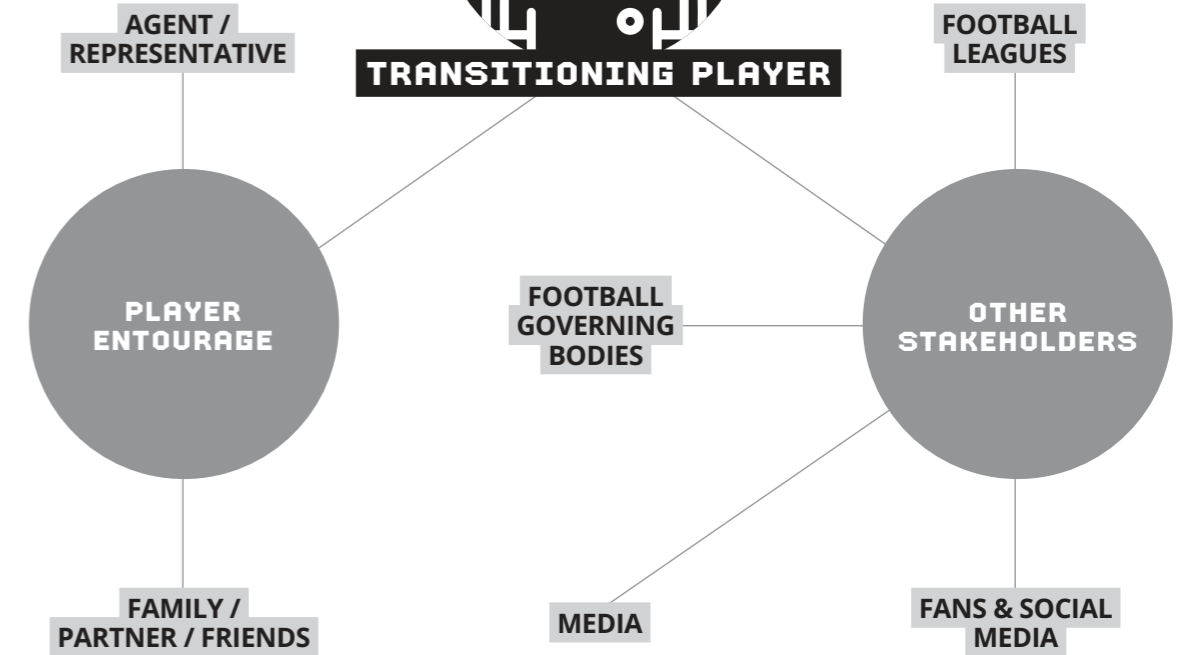 AGENT /
REPRESENTATIVE
TRANSITIONING PLAYER
FOOTBALL
LEAGUES
PLAYER
ENTOURAGE
FOOTBALL
GOVERNING
BODIES
OTHER
STAKEHOLDERS
FAMILY /
PARTNER / FRIENDS
MEDIA
FANS & SOCIAL
MEDIA